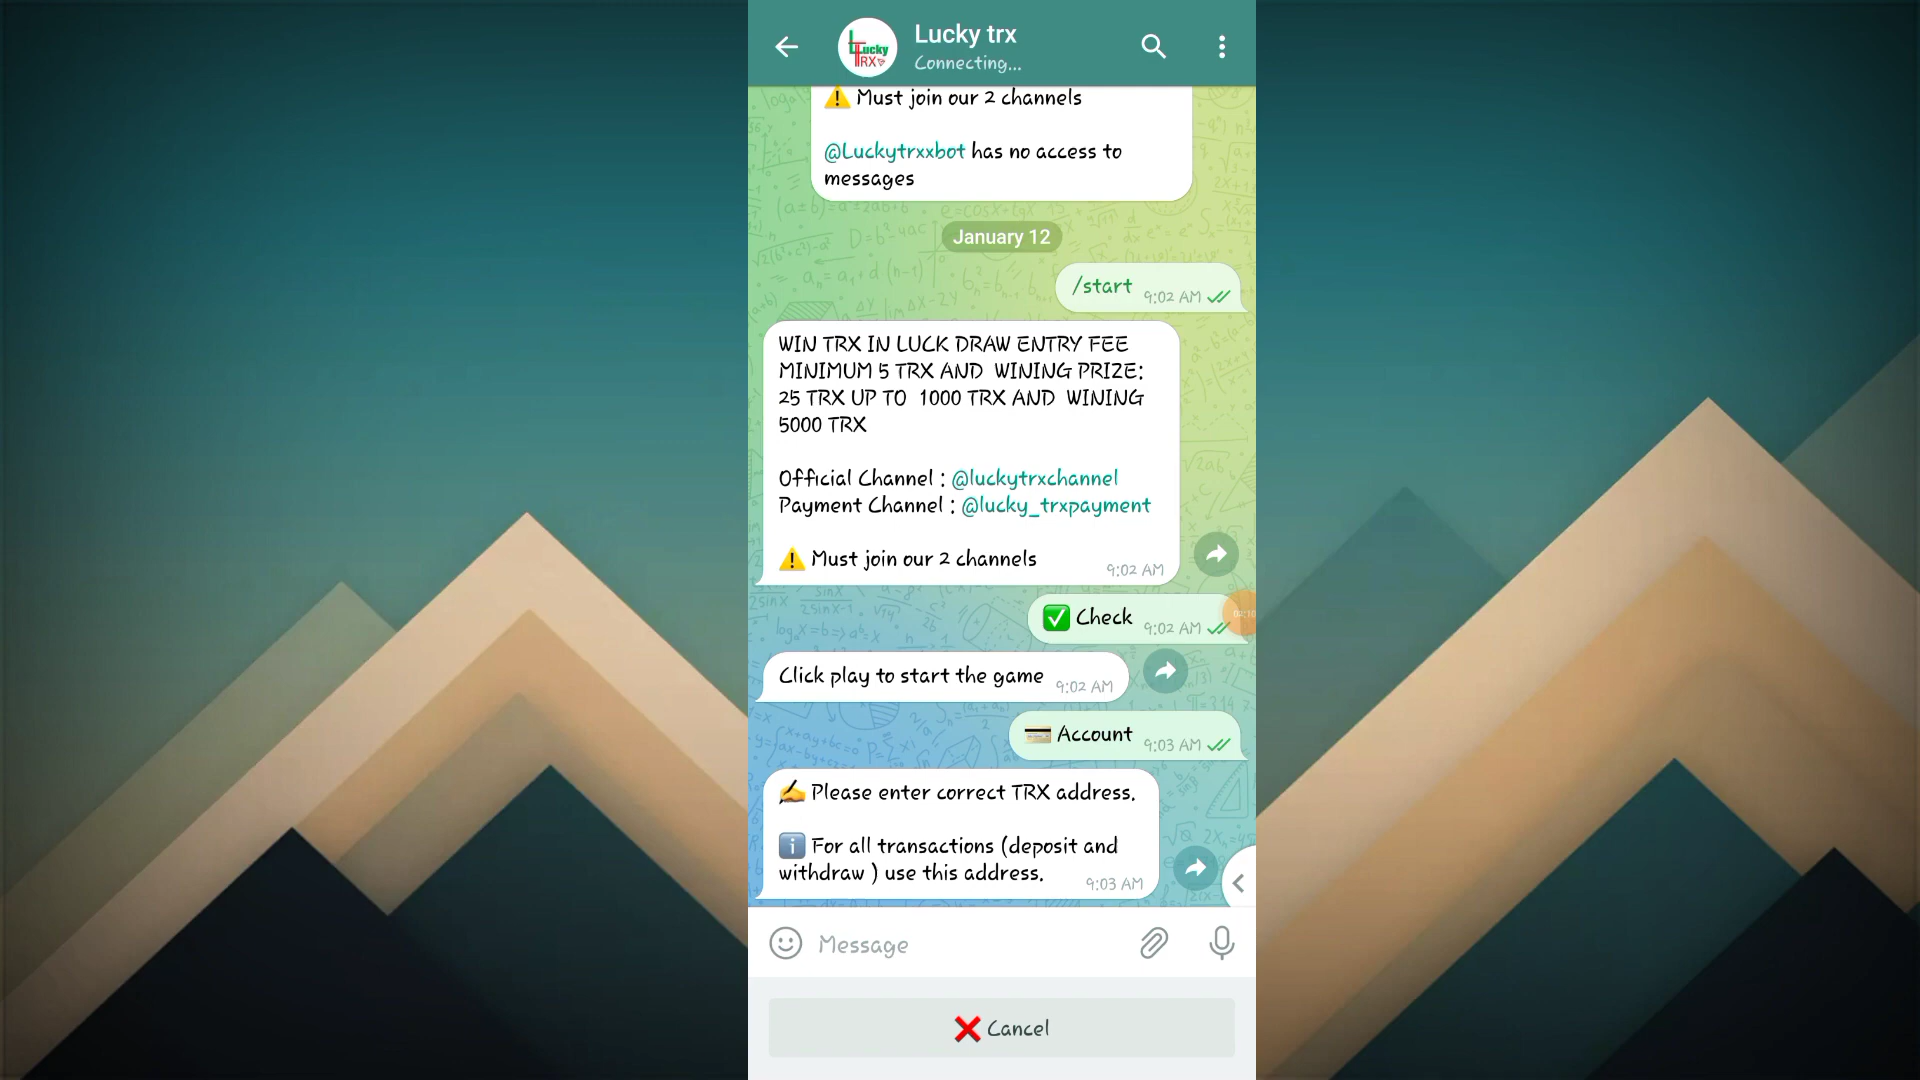 Lucky trx
Connecting...
Lucky
TRX
⚠️ Must join our 2 channels
@Luckytrxxbot has no access to
messages
January 12
/start
9:02 AM
WIN TRX IN LUCK DRAW ENTRY FEE
MINIMUM 5 TRX AND WINING PRIZE:
25 TRX UP TO 1000 TRX AND WINING
5000 TRX
Official Channel : @luckytrxchannel
Payment Channel : @lucky_trxpayment
⚠️ Must join our 2 channels
9:02 AM
✅ Check
9:02 AM
Click play to start the game
9:02 AM
💳 Account
9:03 AM
✍️ Please enter correct TRX address.
ℹ️ For all transactions (deposit and
withdraw ) use this address.
9:03 AM
Message
❌ Cancel